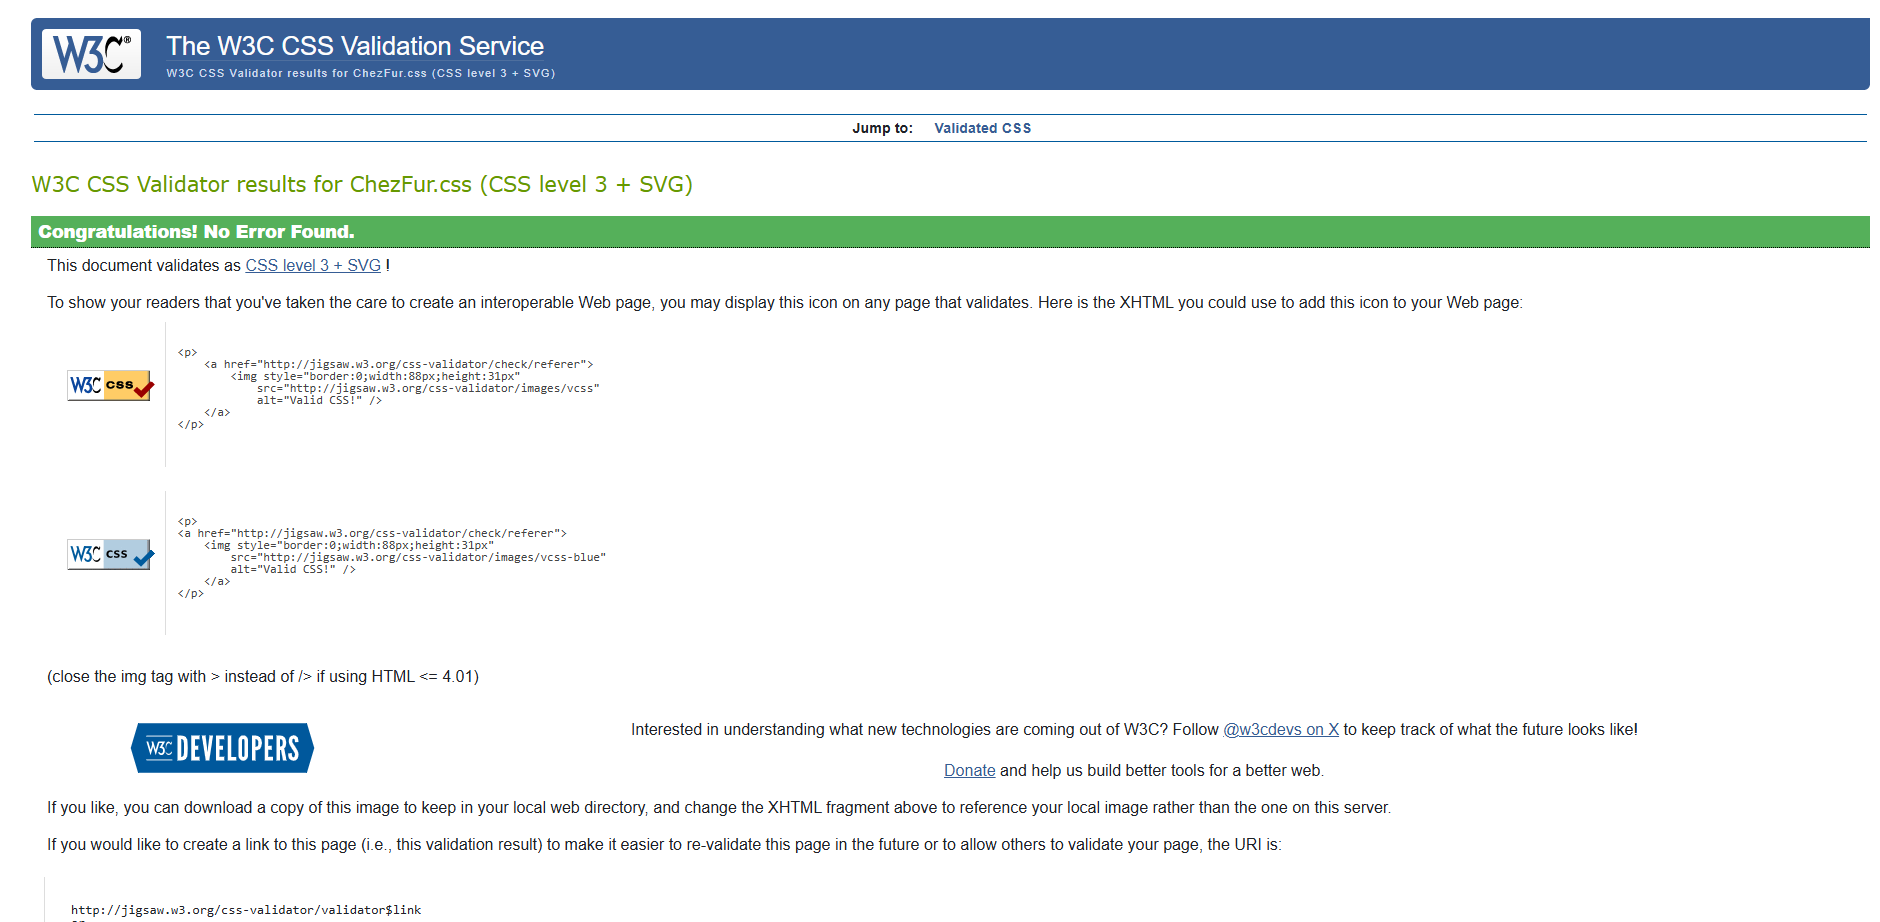 W3C®
The W3C CSS Validation Service
W3C CSS Validator results for ChezFur.css (CSS level 3 + SVG)
Jump to: Validated CSS
W3C CSS Validator results for ChezFur.css (CSS level 3 + SVG)
Congratulations! No Error Found.
This document validates as CSS level 3 + SVG !
To show your readers that you've taken the care to create an interoperable Web page, you may display this icon on any page that validates. Here is the XHTML you could use to add this icon to your Web page:
W3C css
<p>
    <a href="http://jigsaw.w3.org/css-validator/check/referer">
        <img style="border:0;width:88px;height:31px"
            src="http://jigsaw.w3.org/css-validator/images/vcss"
            alt="Valid CSS!" />
    </a>
</p>
W3C css
<p>
<a href="http://jigsaw.w3.org/css-validator/check/referer">
    <img style="border:0;width:88px;height:31px"
        src="http://jigsaw.w3.org/css-validator/images/vcss-blue"
        alt="Valid CSS!" />
    </a>
</p>
(close the img tag with > instead of /> if using HTML <= 4.01)
W3C DEVELOPERS
Interested in understanding what new technologies are coming out of W3C? Follow @w3cdevs on X to keep track of what the future looks like!
Donate and help us build better tools for a better web.
If you like, you can download a copy of this image to keep in your local web directory, and change the XHTML fragment above to reference your local image rather than the one on this server.
If you would like to create a link to this page (i.e., this validation result) to make it easier to re-validate this page in the future or to allow others to validate your page, the URI is:
http://jigsaw.w3.org/css-validator/validator$link